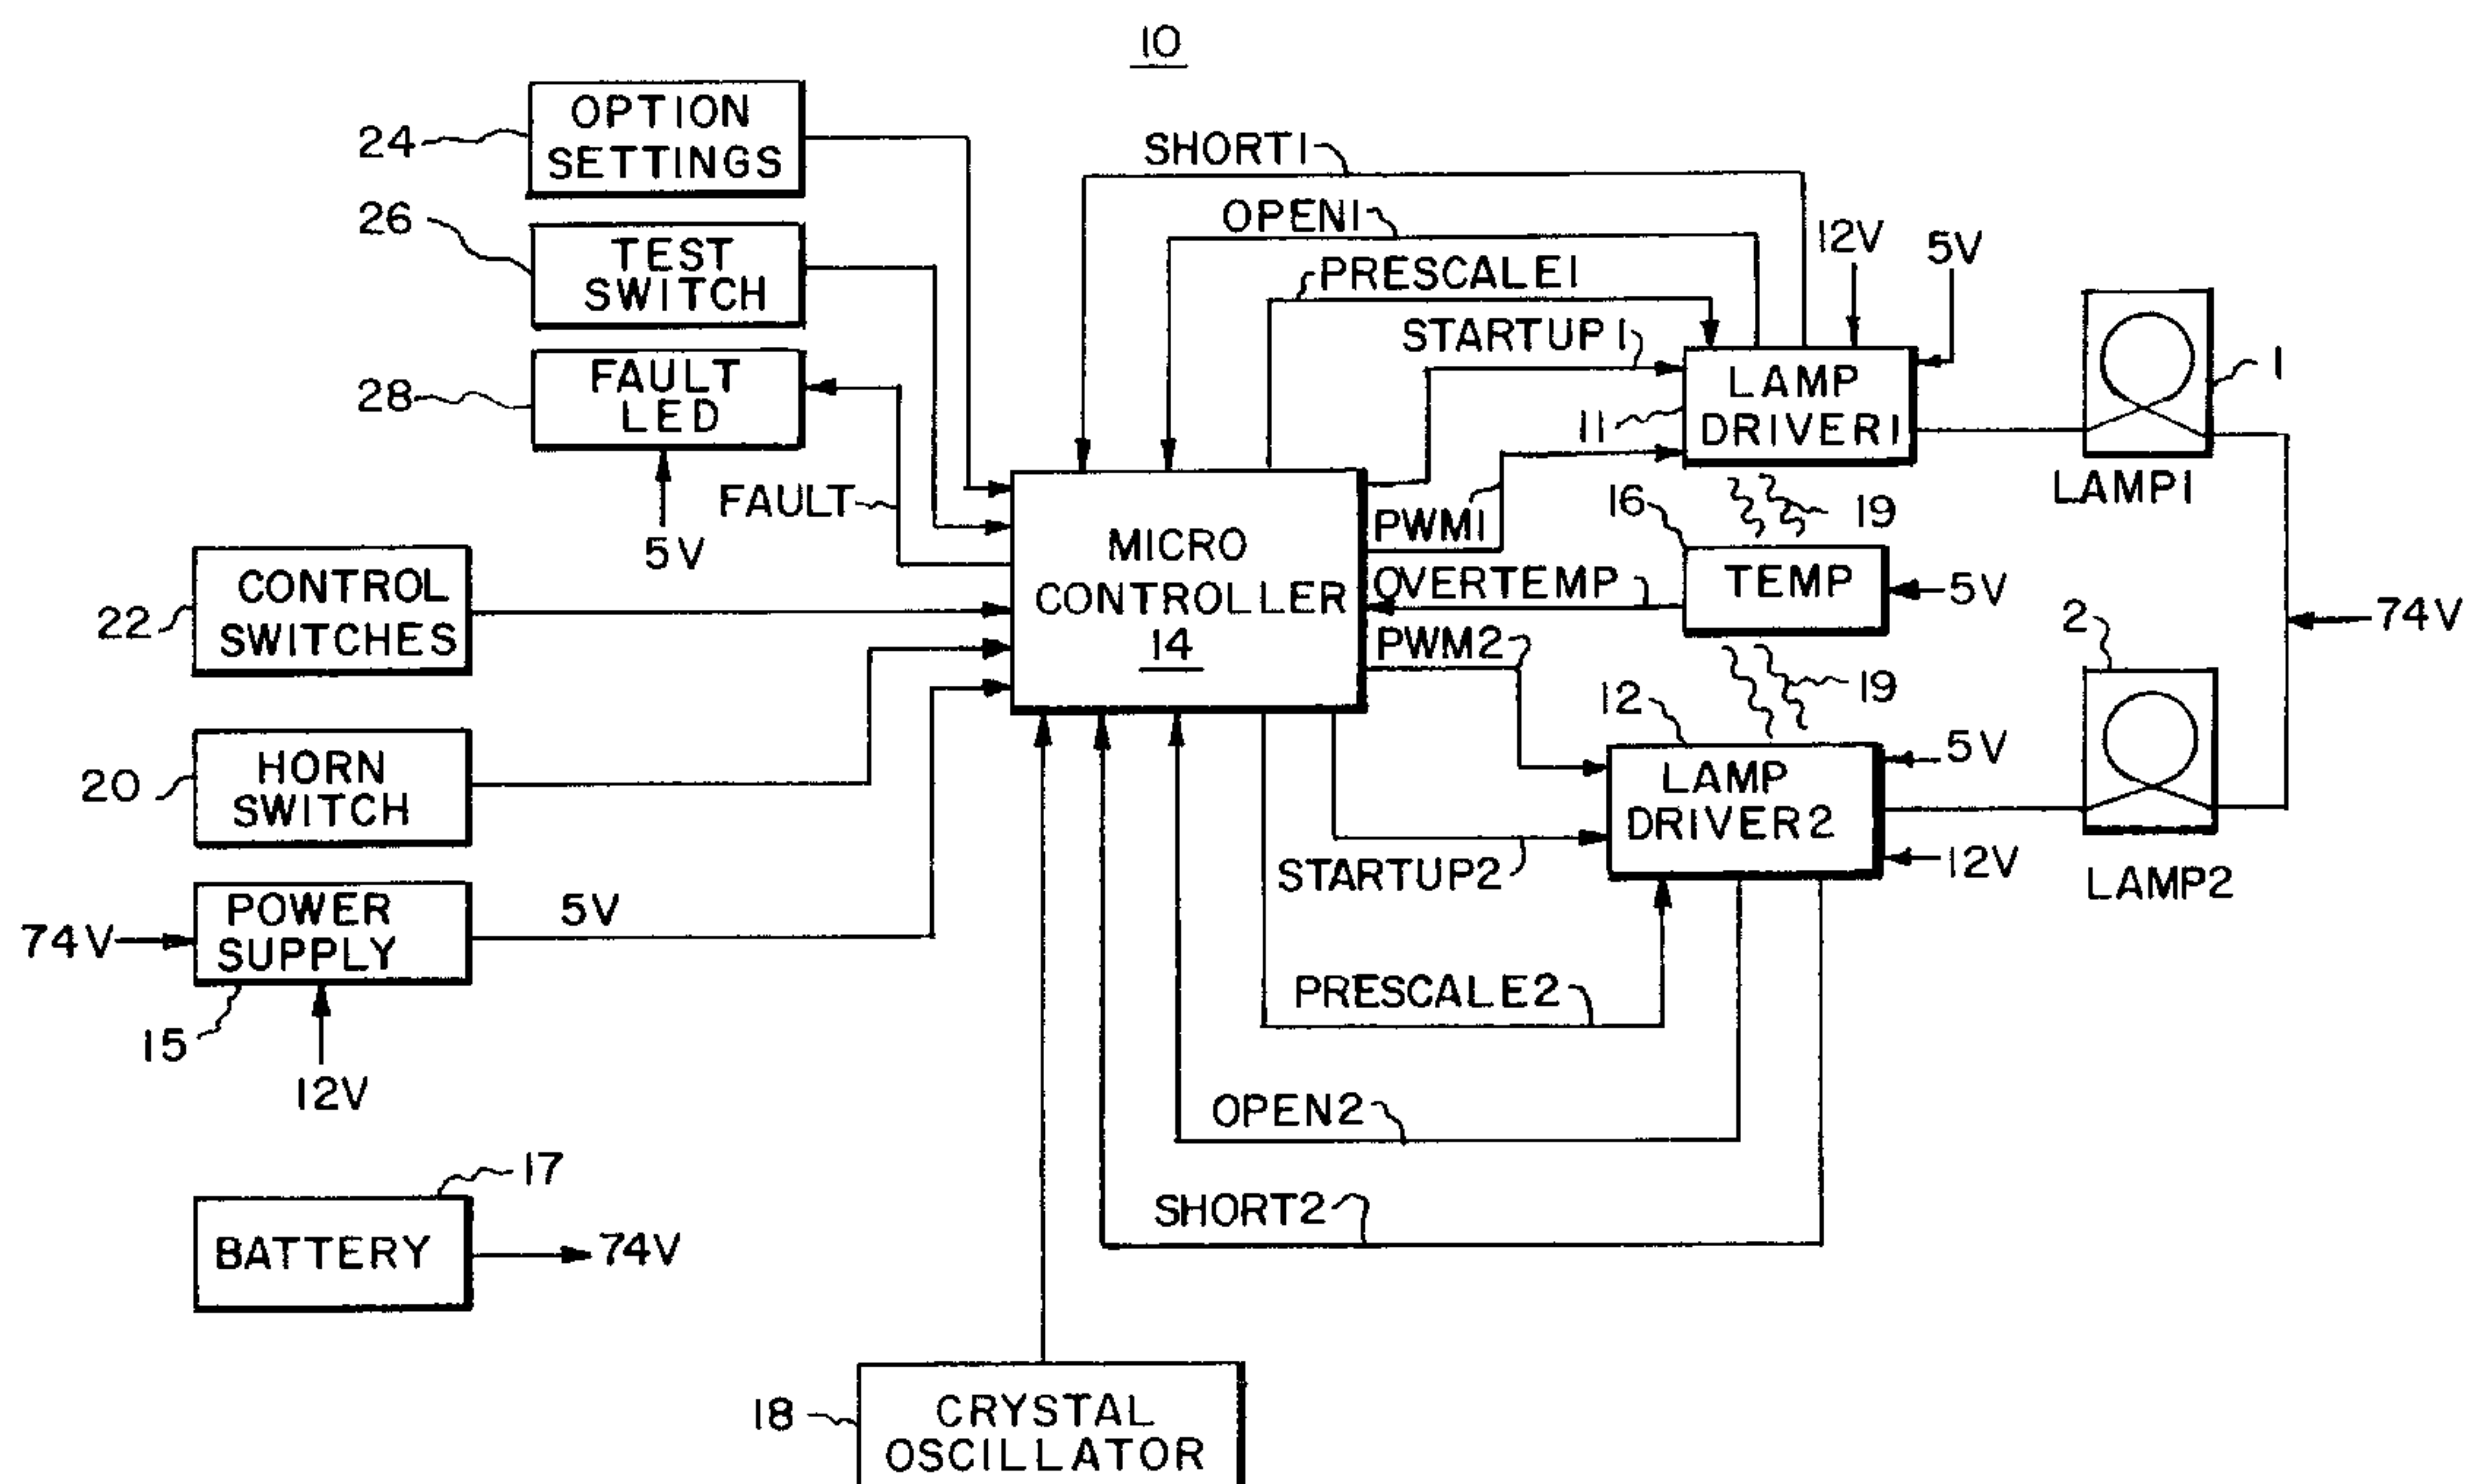 10
OPTION
SETTINGS
24
SHORT1
OPEN1
26
TEST
SWITCH
PRESCALE1
12V
5V
STARTUP1
28
FAULT
LED
LAMP
DRIVER1
11
1
LAMP1
FAULT
5V
PWM1
16
19
MICRO
CONTROLLER
14
OVERTEMP
TEMP
5V
CONTROL
SWITCHES
22
PWM2
2
74V
19
12
HORN
SWITCH
20
LAMP
DRIVER2
5V
12V
STARTUP2
LAMP2
74V
POWER
SUPPLY
5V
15
12V
PRESCALE2
OPEN2
17
BATTERY
74V
SHORT2
18
CRYSTAL
OSCILLATOR